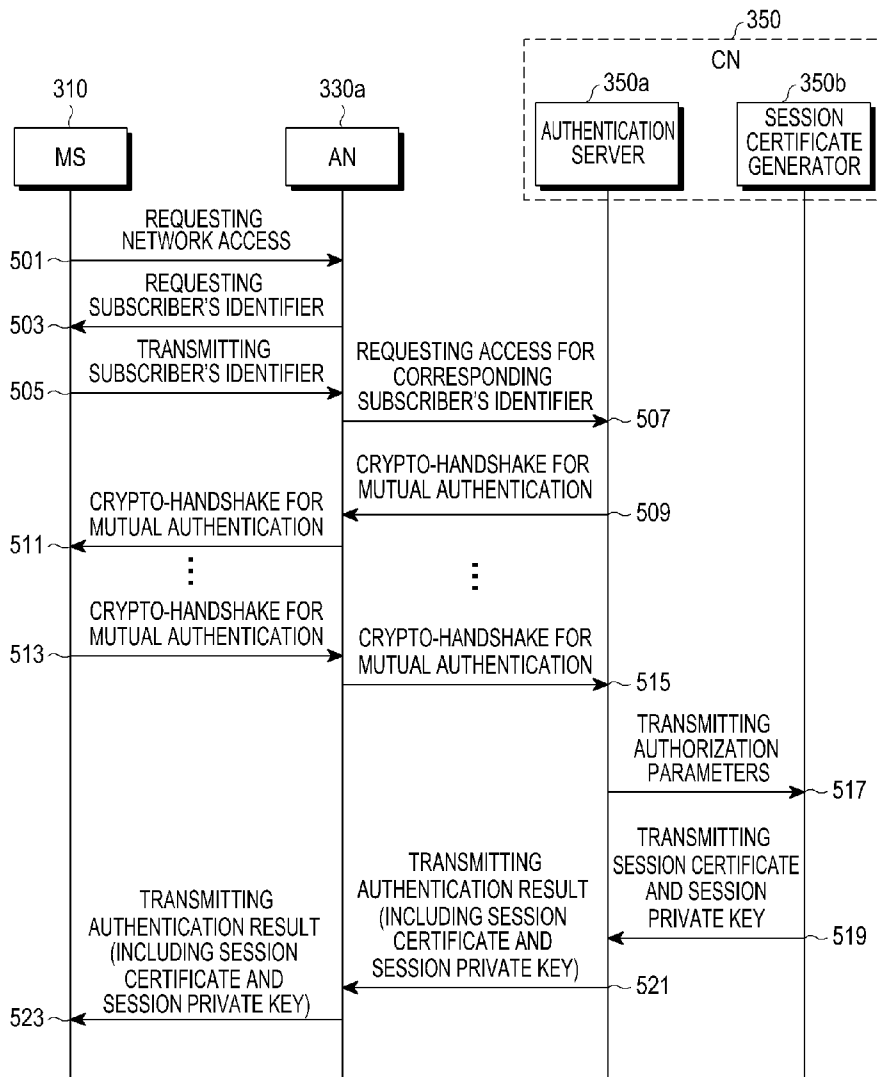 350
CN
310
330a
350a
350b
MS
AN
AUTHENTICATION
SERVER
SESSION
CERTIFICATE
GENERATOR
REQUESTING
NETWORK ACCESS
501
REQUESTING
SUBSCRIBER'S IDENTIFIER
503
TRANSMITTING
SUBSCRIBER'S IDENTIFIER
505
REQUESTING ACCESS FOR
CORRESPONDING
SUBSCRIBER'S IDENTIFIER
507
CRYPTO-HANDSHAKE FOR
MUTUAL AUTHENTICATION
509
CRYPTO-HANDSHAKE FOR
MUTUAL AUTHENTICATION
511
CRYPTO-HANDSHAKE FOR
MUTUAL AUTHENTICATION
513
CRYPTO-HANDSHAKE FOR
MUTUAL AUTHENTICATION
515
TRANSMITTING
AUTHORIZATION
PARAMETERS
517
TRANSMITTING
SESSION CERTIFICATE
AND SESSION
PRIVATE KEY
519
TRANSMITTING
AUTHENTICATION RESULT
(INCLUDING SESSION
CERTIFICATE AND
SESSION PRIVATE KEY)
521
TRANSMITTING
AUTHENTICATION RESULT
(INCLUDING SESSION
CERTIFICATE AND
SESSION PRIVATE KEY)
523